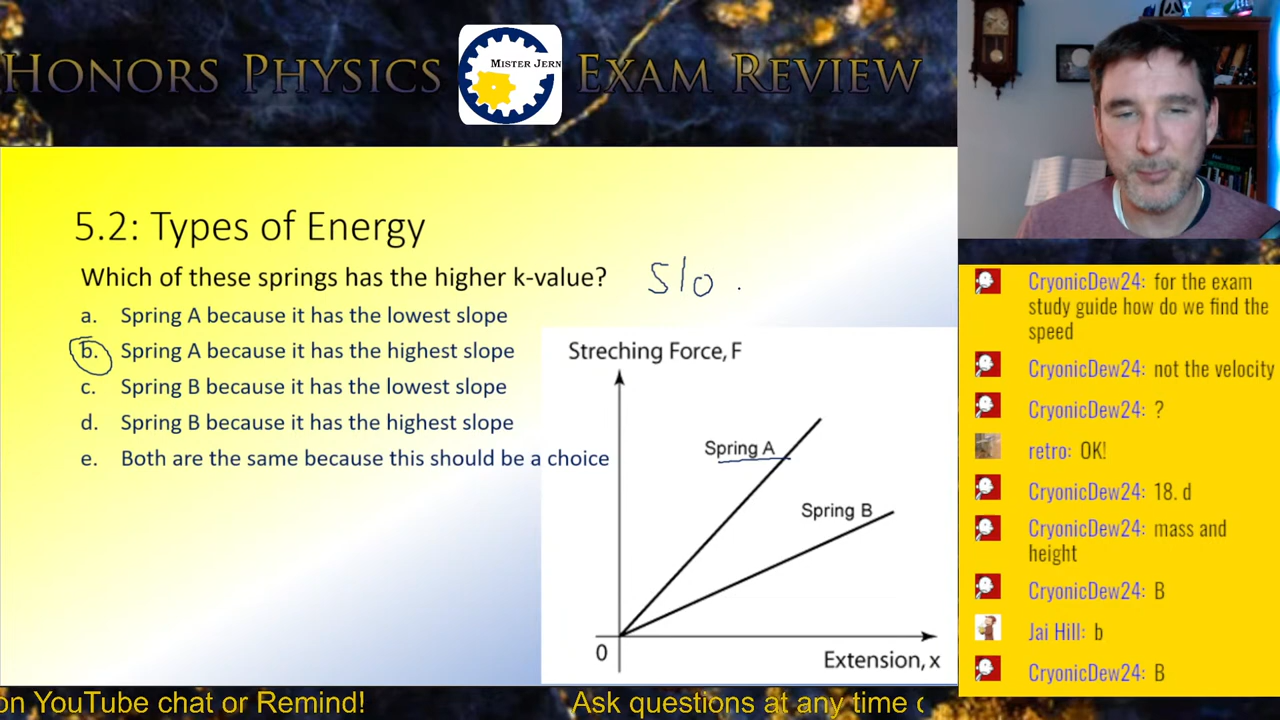 HONORS PHYSICS
MISTER JERN
EXAM REVIEW
5.2: Types of Energy
Which of these springs has the higher k-value?
Slo
a. Spring A because it has the lowest slope
b. Spring A because it has the highest slope
c. Spring B because it has the lowest slope
d. Spring B because it has the highest slope
e. Both are the same because this should be a choice
Streching Force, F
Spring A
Spring B
0
Extension, x
CryonicDew24: for the exam
study guide how do we find the
speed
CryonicDew24: not the velocity
CryonicDew24: ?
retro: OK!
CryonicDew24: 18. d
CryonicDew24: mass and
height
CryonicDew24: B
Jai Hill: b
CryonicDew24: B
on YouTube chat or Remind!
Ask questions at any time